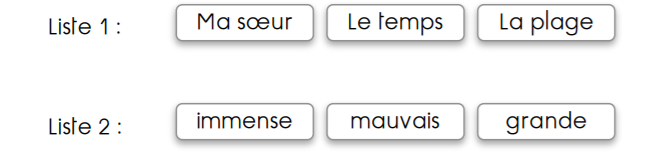 Liste 1 : Ma sœur Le temps La plage
Liste 2 : immense mauvais grande